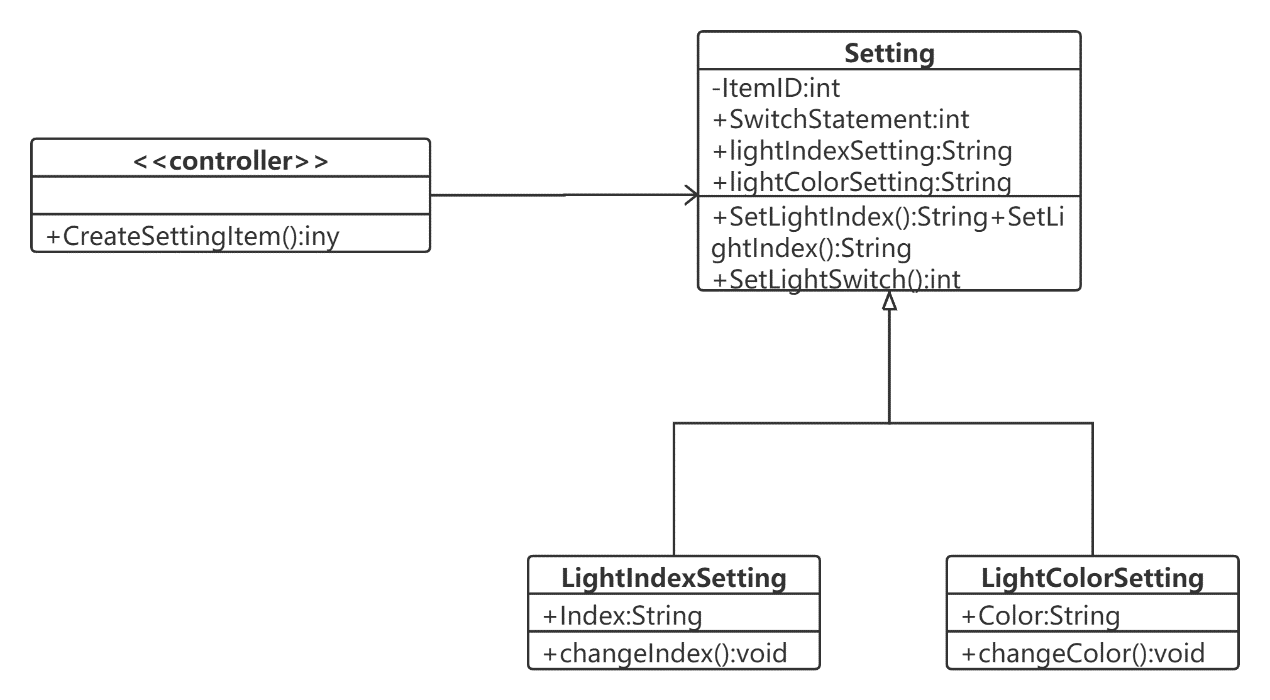 Setting
-ItemID:int
+SwitchStatement:int
+lightIndexSetting:String
+lightColorSetting:String
+SetLightIndex():String+SetLi
ghtIndex():String
+SetLightSwitch():int
<<controller>>
+CreateSettingItem():iny
LightIndexSetting
+Index:String
+changeIndex():void
LightColorSetting
+Color:String
+changeColor():void